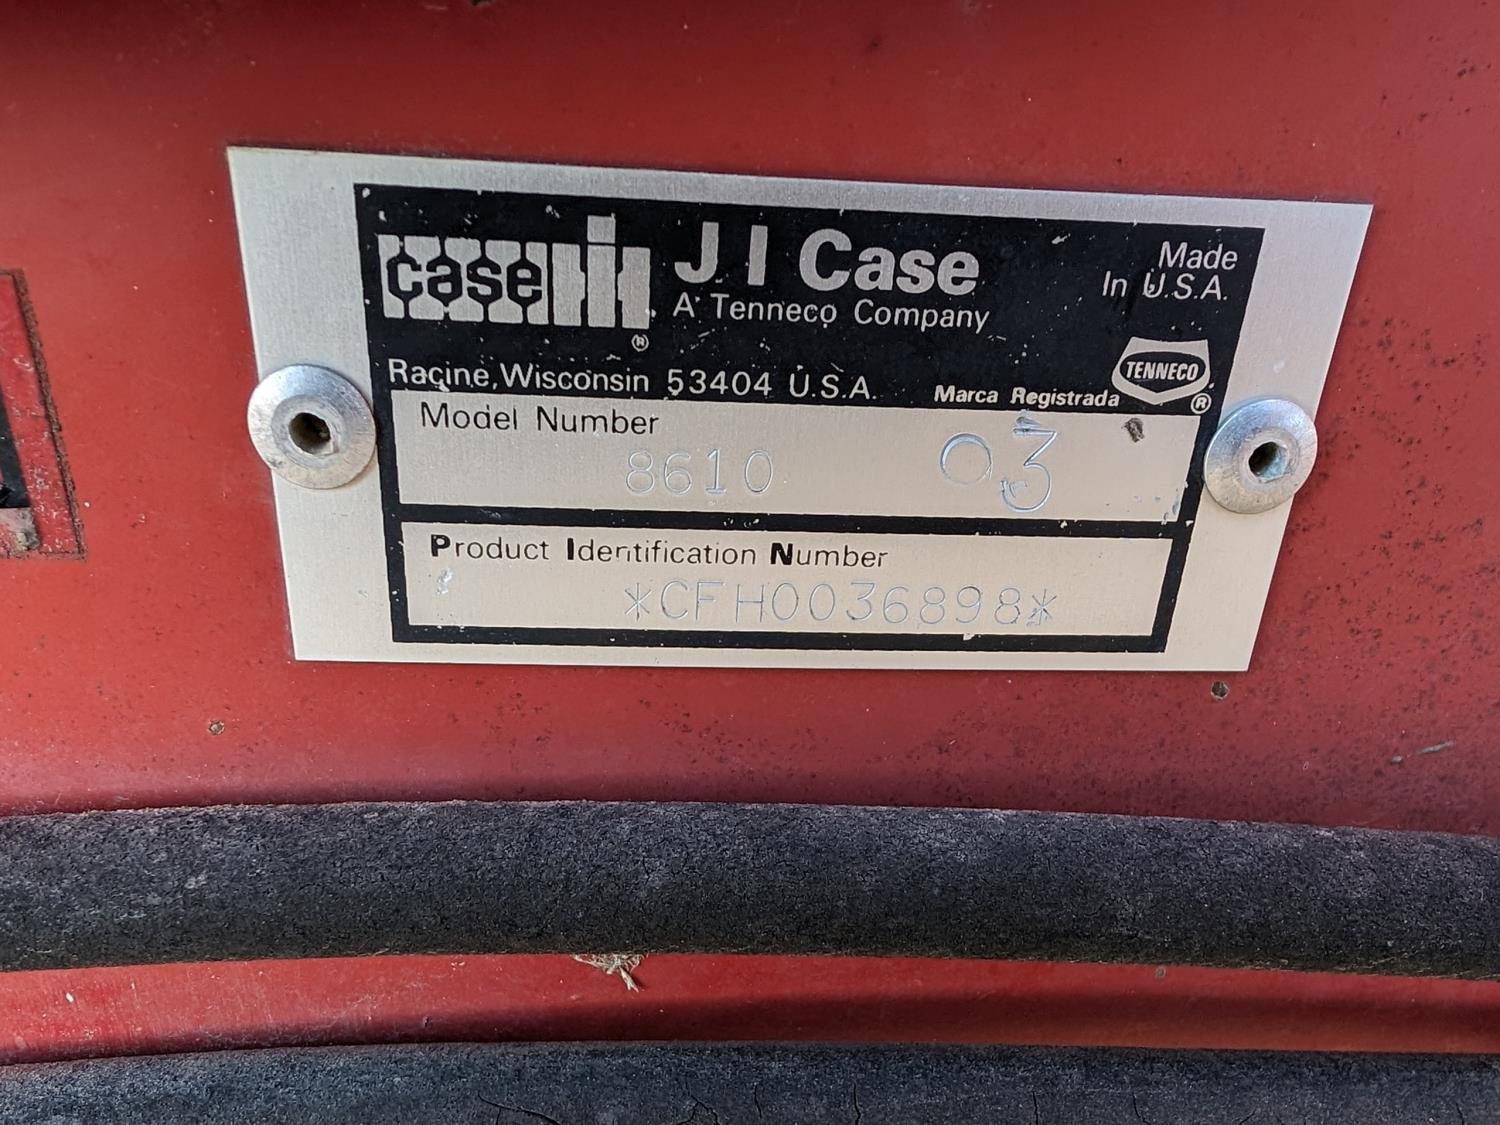 case IH ®
J I Case
A Tenneco Company
Made
In U.S.A.
Racine, Wisconsin 53404 U.S.A.
Marca Registrada
TENNECO ®
Model Number
8610 03
Product Identification Number
*CFH0036898*